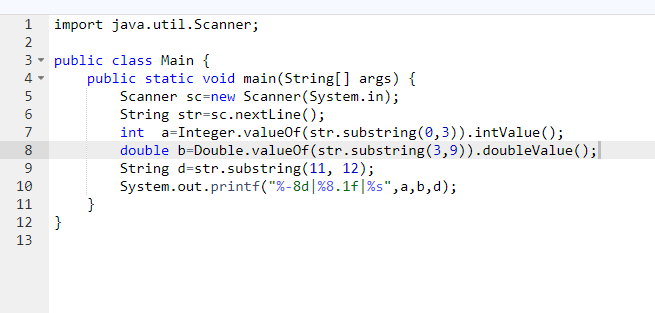 1 import java.util.Scanner;
2
3 public class Main {
4 public static void main(String[] args) {
5 Scanner sc=new Scanner(System.in);
6 String str=sc.nextLine();
7 int  a=Integer.valueOf(str.substring(0,3)).intValue();
8 double b=Double.valueOf(str.substring(3,9)).doubleValue();
9 String d=str.substring(11, 12);
10 System.out.printf("%-8d|%8.1f|%s",a,b,d);
11 }
12 }
13